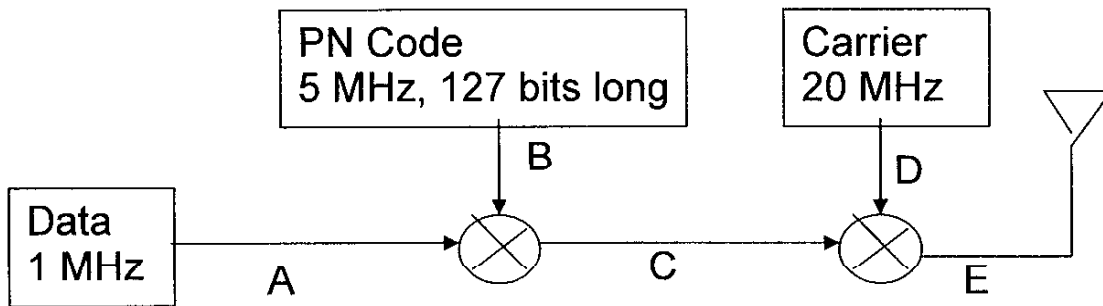 PN Code
5 MHz, 127 bits long
Carrier
20 MHz
B
D
Data
1 MHz
A
C
E